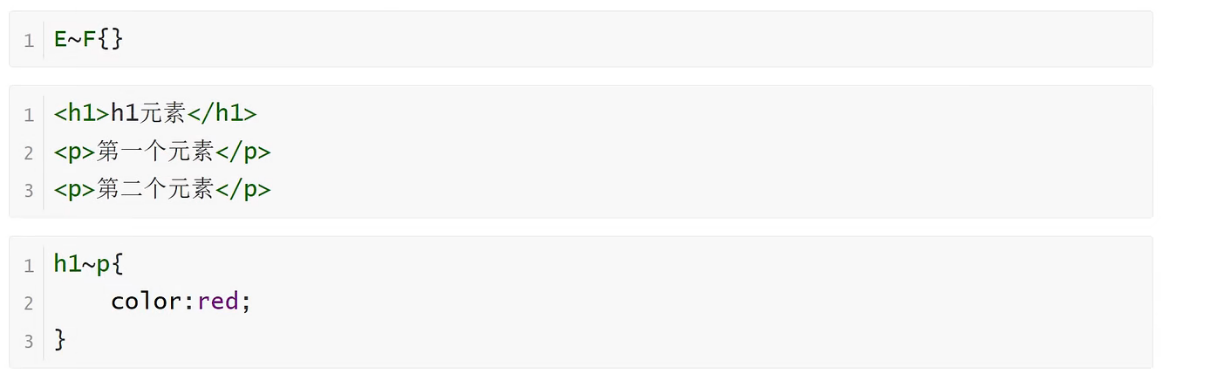 1 E~F{}
1 <h1>h1元素</h1>
2 <p>第一个元素</p>
3 <p>第二个元素</p>
1 h1~p{
2     color:red;
3 }